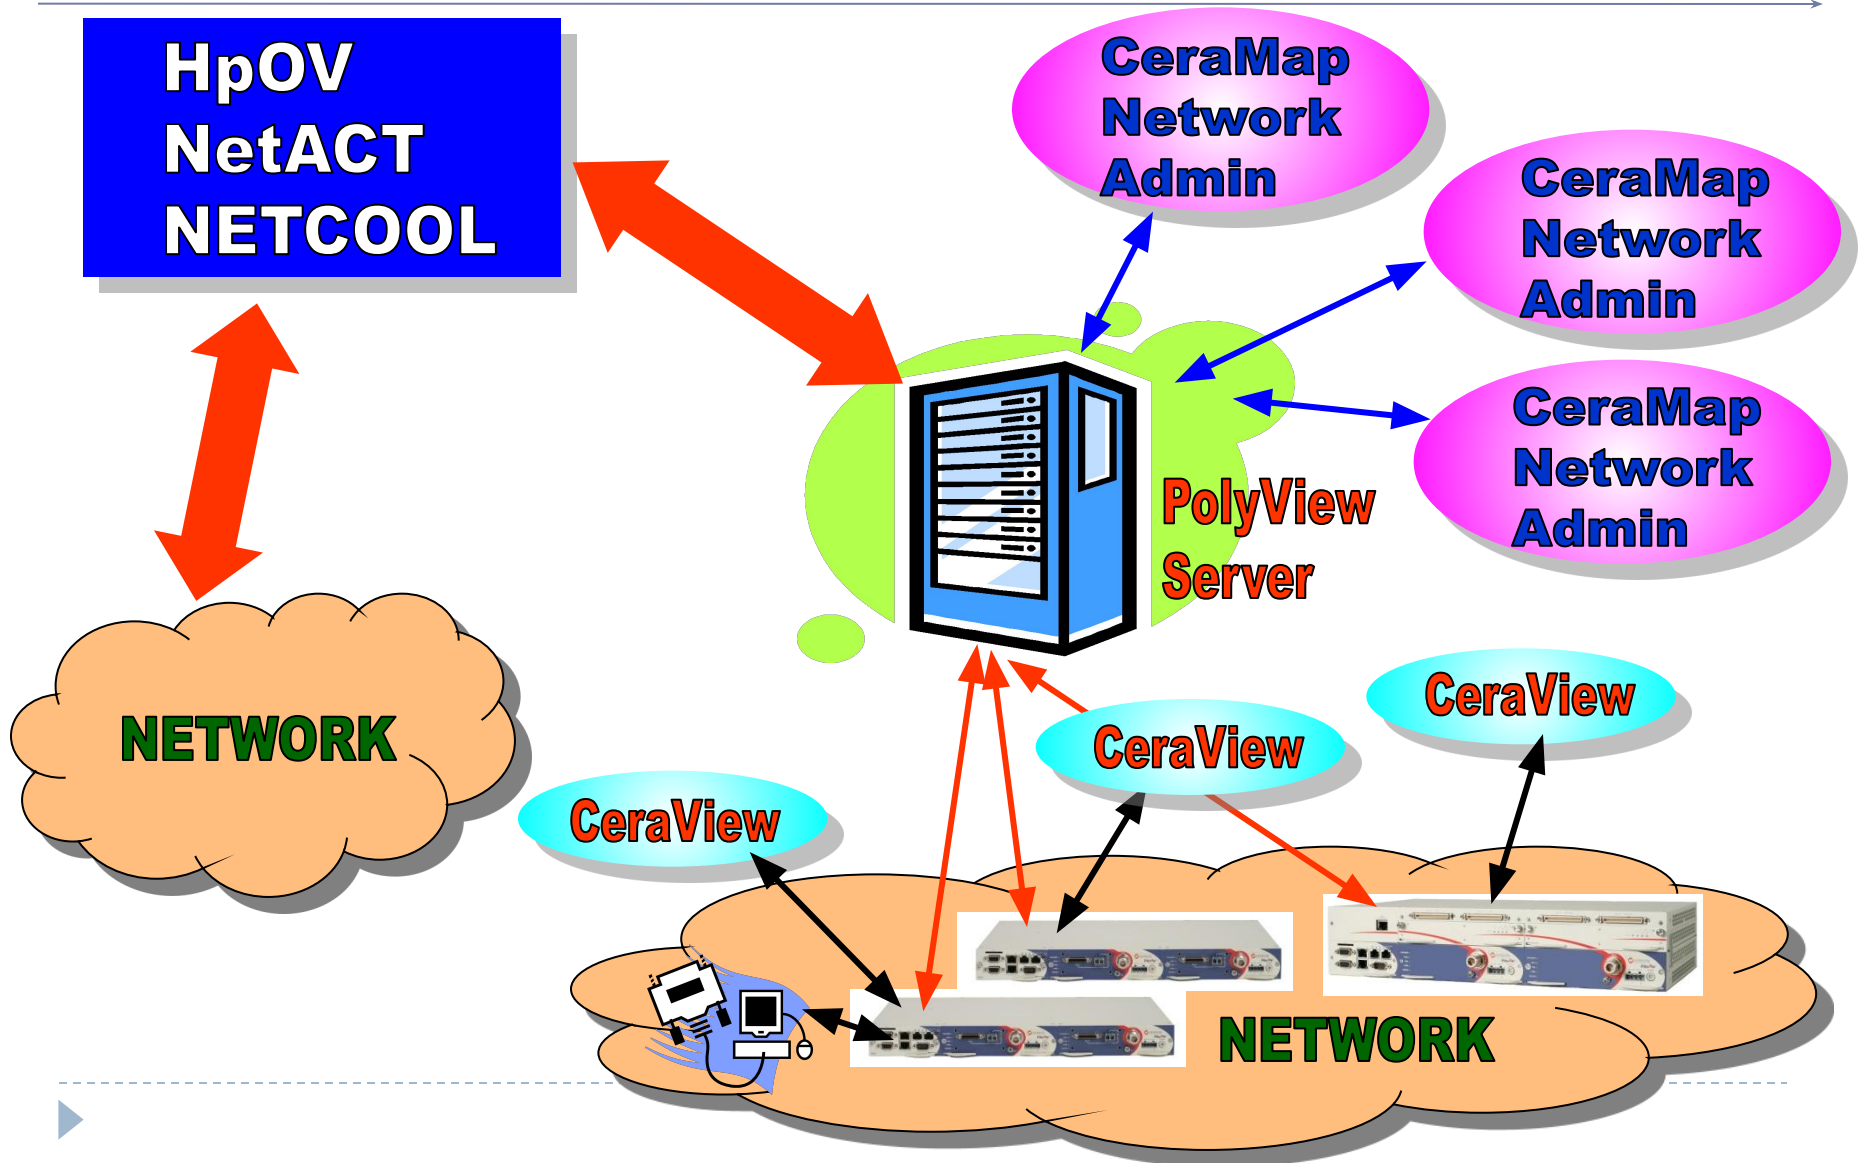 HpOV
NetACT
NETCOOL
CeraMap
Network
Admin
CeraMap
Network
Admin
CeraMap
Network
Admin
PolyView
Server
NETWORK
CeraView
CeraView
CeraView
NETWORK